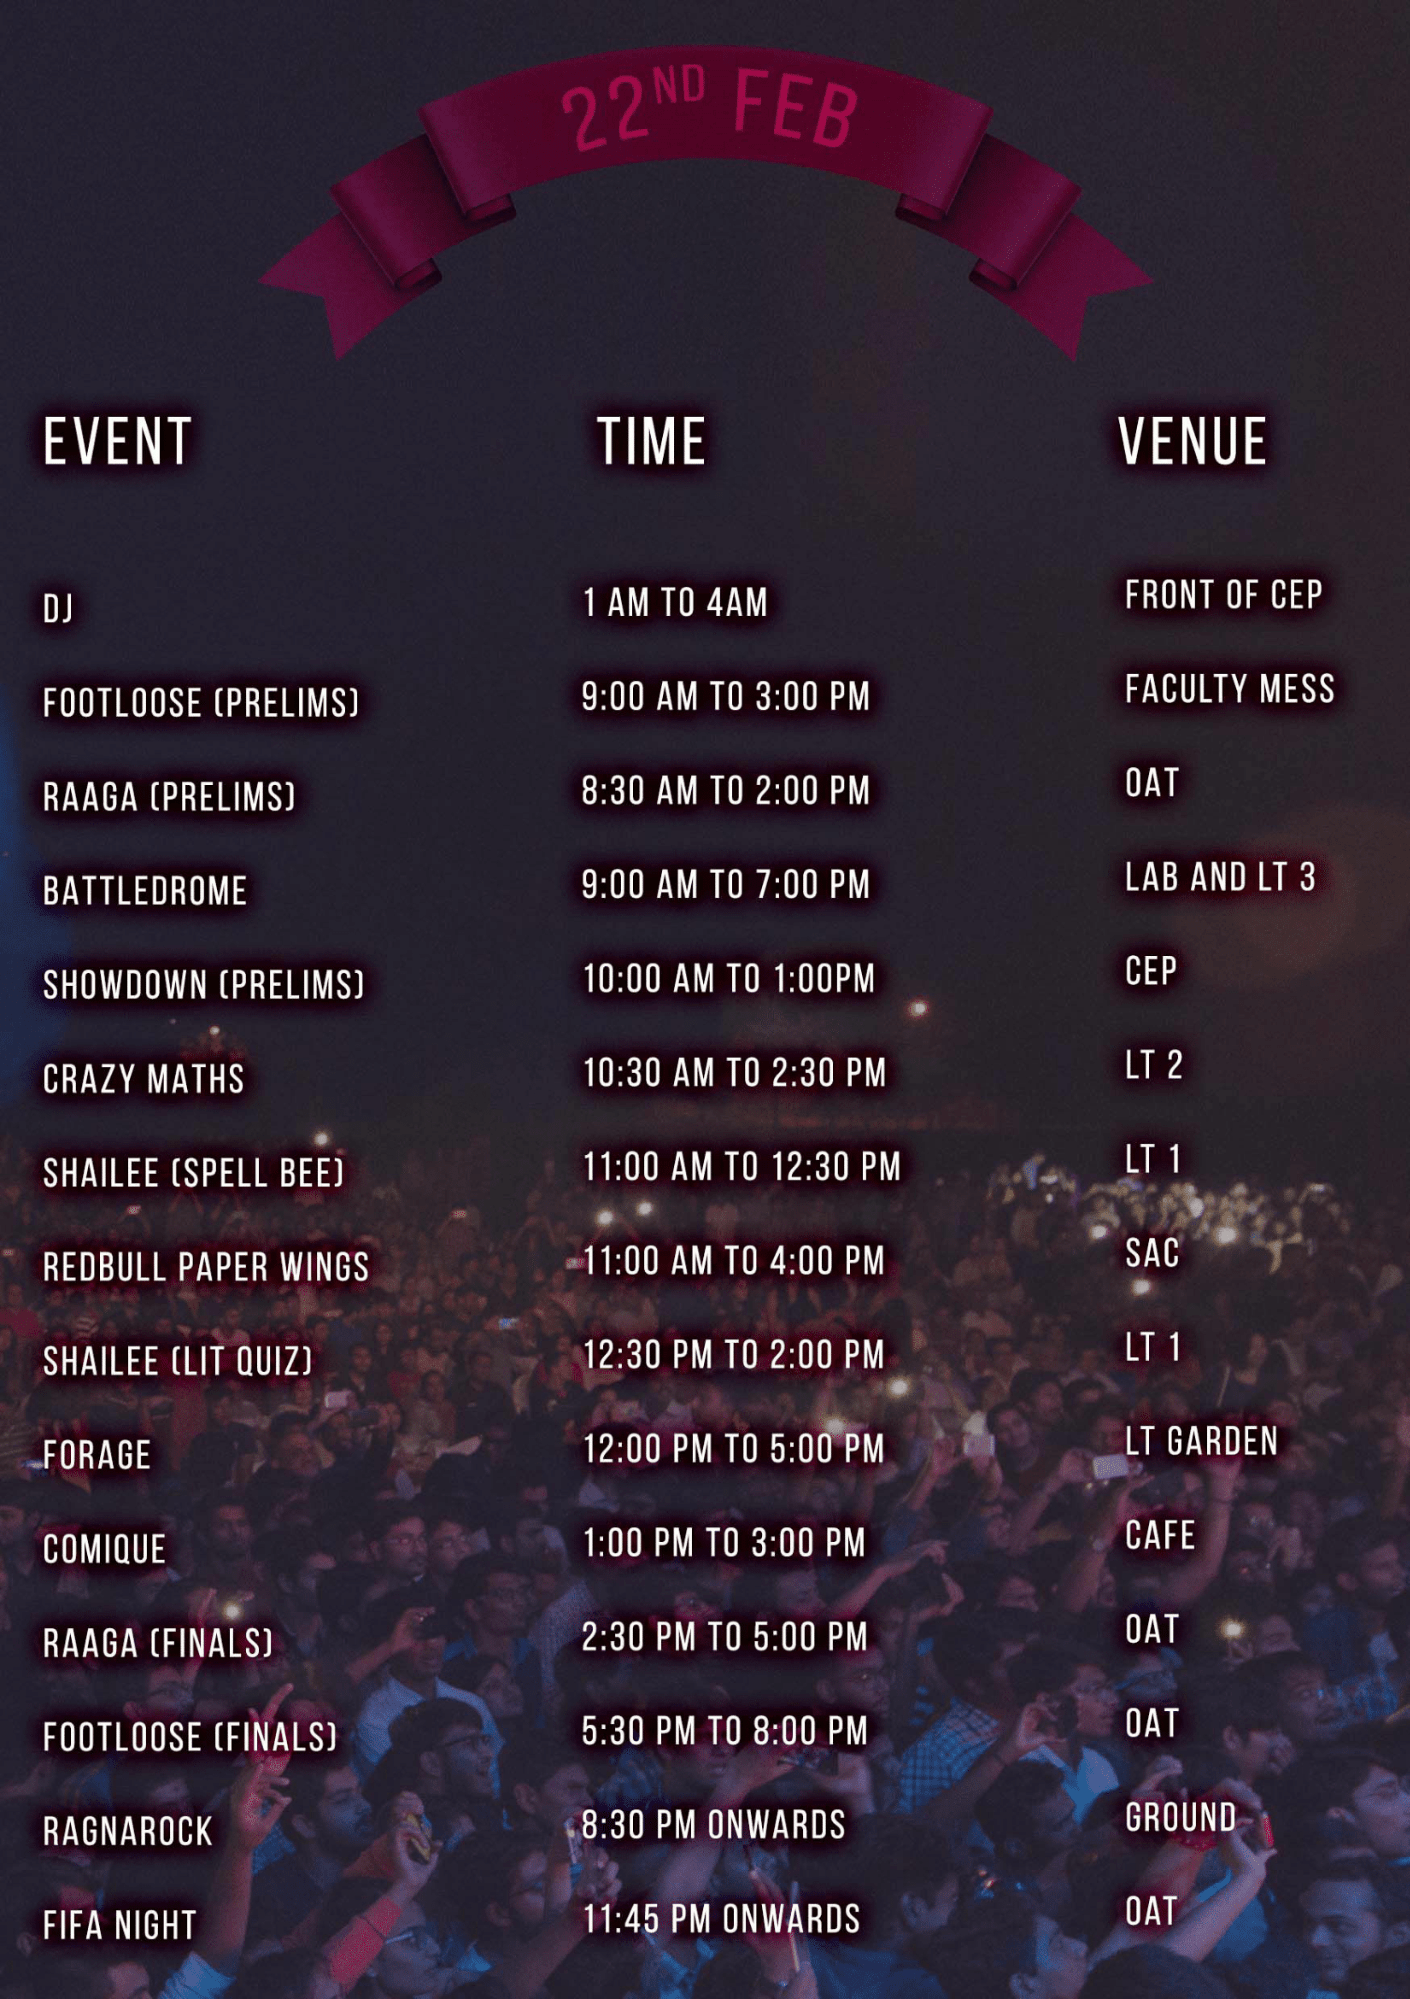 22ND FEB
EVENT TIME VENUE
DJ 1 AM TO 4AM FRONT OF CEP
FOOTLOOSE (PRELIMS) 9:00 AM TO 3:00 PM FACULTY MESS
RAAGA (PRELIMS) 8:30 AM TO 2:00 PM OAT
BATTLEDROME 9:00 AM TO 7:00 PM LAB AND LT 3
SHOWDOWN (PRELIMS) 10:00 AM TO 1:00PM CEP
CRAZY MATHS 10:30 AM TO 2:30 PM LT 2
SHAILEE (SPELL BEE) 11:00 AM TO 12:30 PM LT 1
REDBULL PAPER WINGS 11:00 AM TO 4:00 PM SAC
SHAILEE (LIT QUIZ) 12:30 PM TO 2:00 PM LT 1
FORAGE 12:00 PM TO 5:00 PM LT GARDEN
COMIQUE 1:00 PM TO 3:00 PM CAFE
RAAGA (FINALS) 2:30 PM TO 5:00 PM OAT
FOOTLOOSE (FINALS) 5:30 PM TO 8:00 PM OAT
RAGNAROCK 8:30 PM ONWARDS GROUND
FIFA NIGHT 11:45 PM ONWARDS OAT